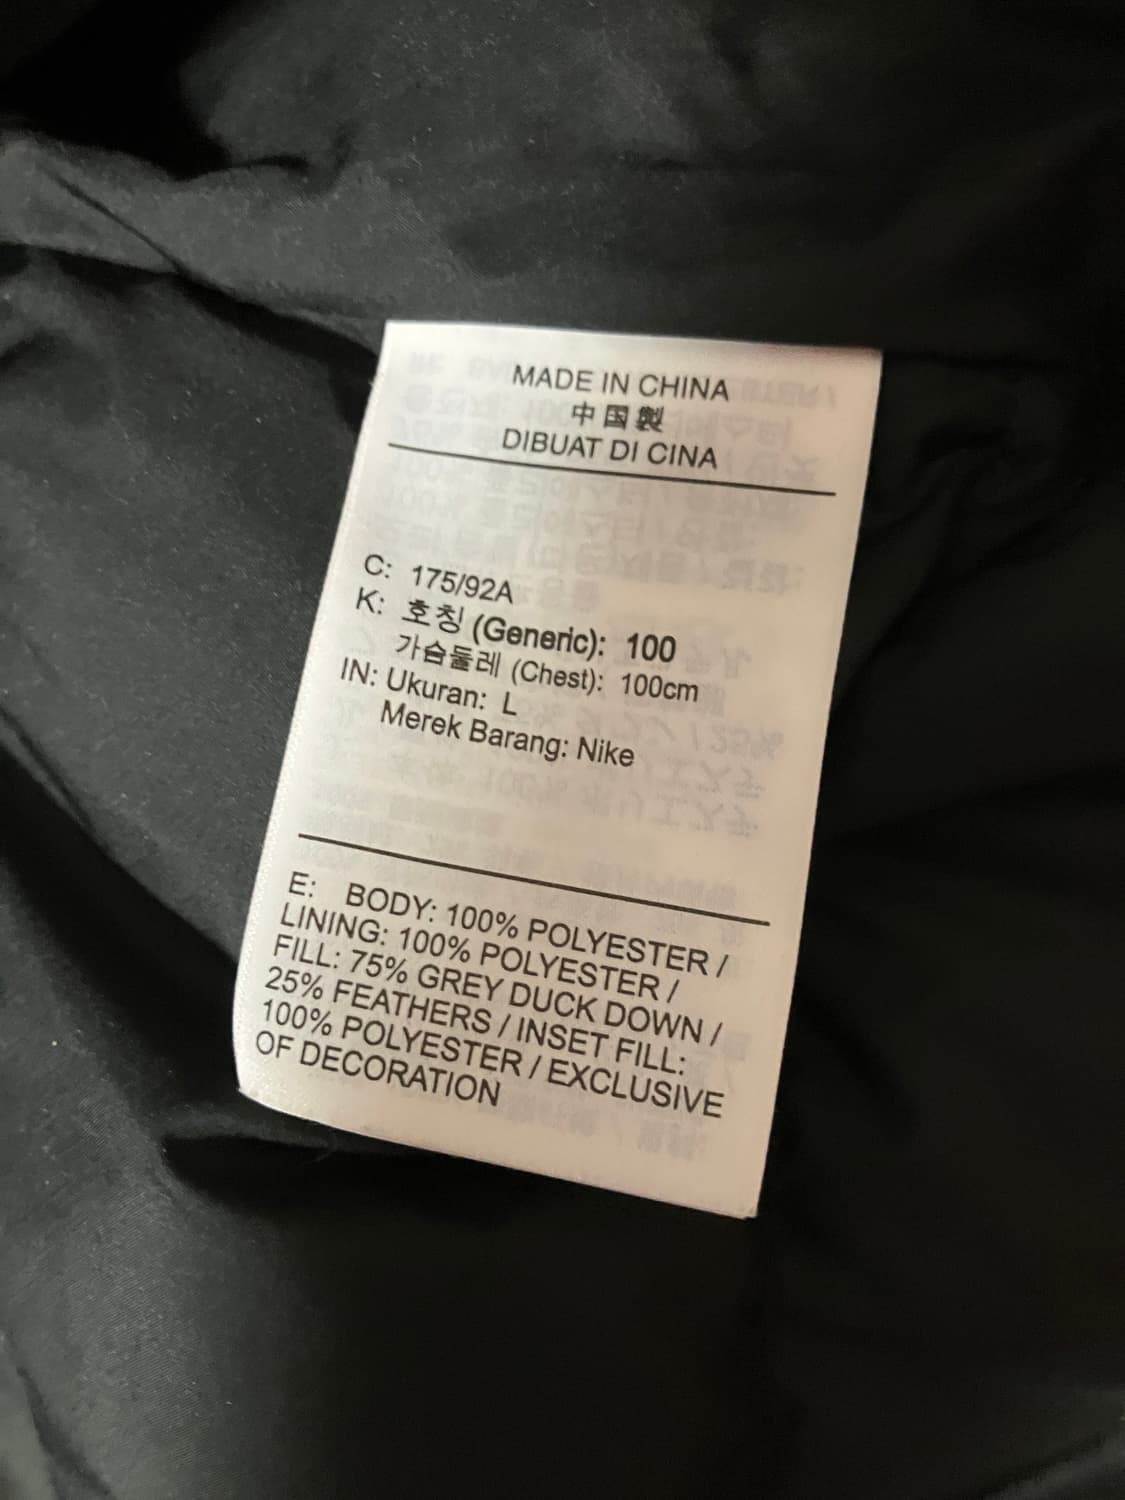 MADE IN CHINA
中国製
DIBUAT DI CINA
C: 175/92A
K: 호칭 (Generic): 100
가슴둘레 (Chest): 100cm
IN: Ukuran: L
Merek Barang: Nike
E: BODY: 100% POLYESTER /
LINING: 100% POLYESTER /
FILL: 75% GREY DUCK DOWN /
25% FEATHERS / INSET FILL:
100% POLYESTER / EXCLUSIVE
OF DECORATION